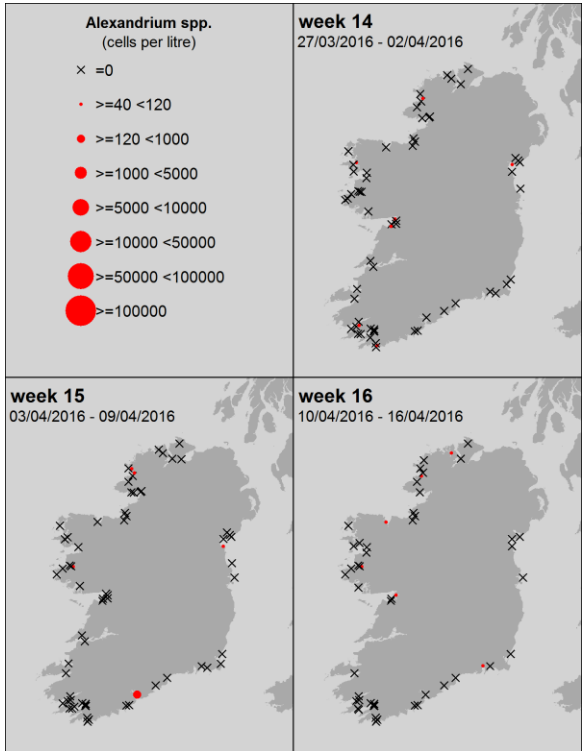 Alexandrium spp.
(cells per litre)
=0
>=40 <120
>=120 <1000
>=1000 <5000
>=5000 <10000
>=10000 <50000
>=50000 <100000
>=100000
week 14
27/03/2016 - 02/04/2016
week 15
03/04/2016 - 09/04/2016
week 16
10/04/2016 - 16/04/2016